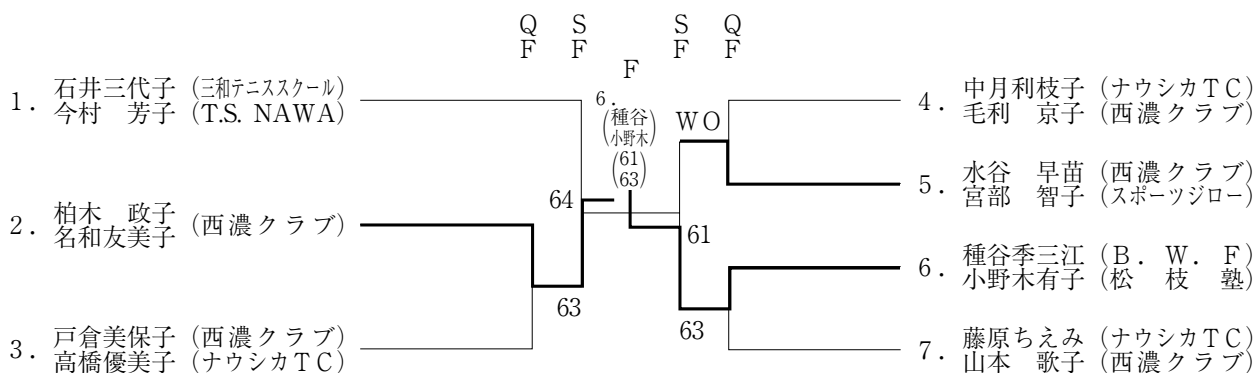 Q S S Q
F F F F
F
1. 石井三代子 (三和テニススクール)
今村　芳子 (T.S. NAWA)
2. 柏木　政子
名和友美子 (西濃クラブ)
3. 戸倉美保子 (西濃クラブ)
高橋優美子 (ナウシカTC)
64
63
6.
(種谷
小野木)
(61
63)
WO
61
63
4. 中月利枝子 (ナウシカTC)
毛利　京子 (西濃クラブ)
5. 水谷　早苗 (西濃クラブ)
宮部　智子 (スポーツジロー)
6. 種谷季三江 (B.W.F)
小野木有子 (松枝塾)
7. 藤原ちえみ (ナウシカTC)
山本　歌子 (西濃クラブ)